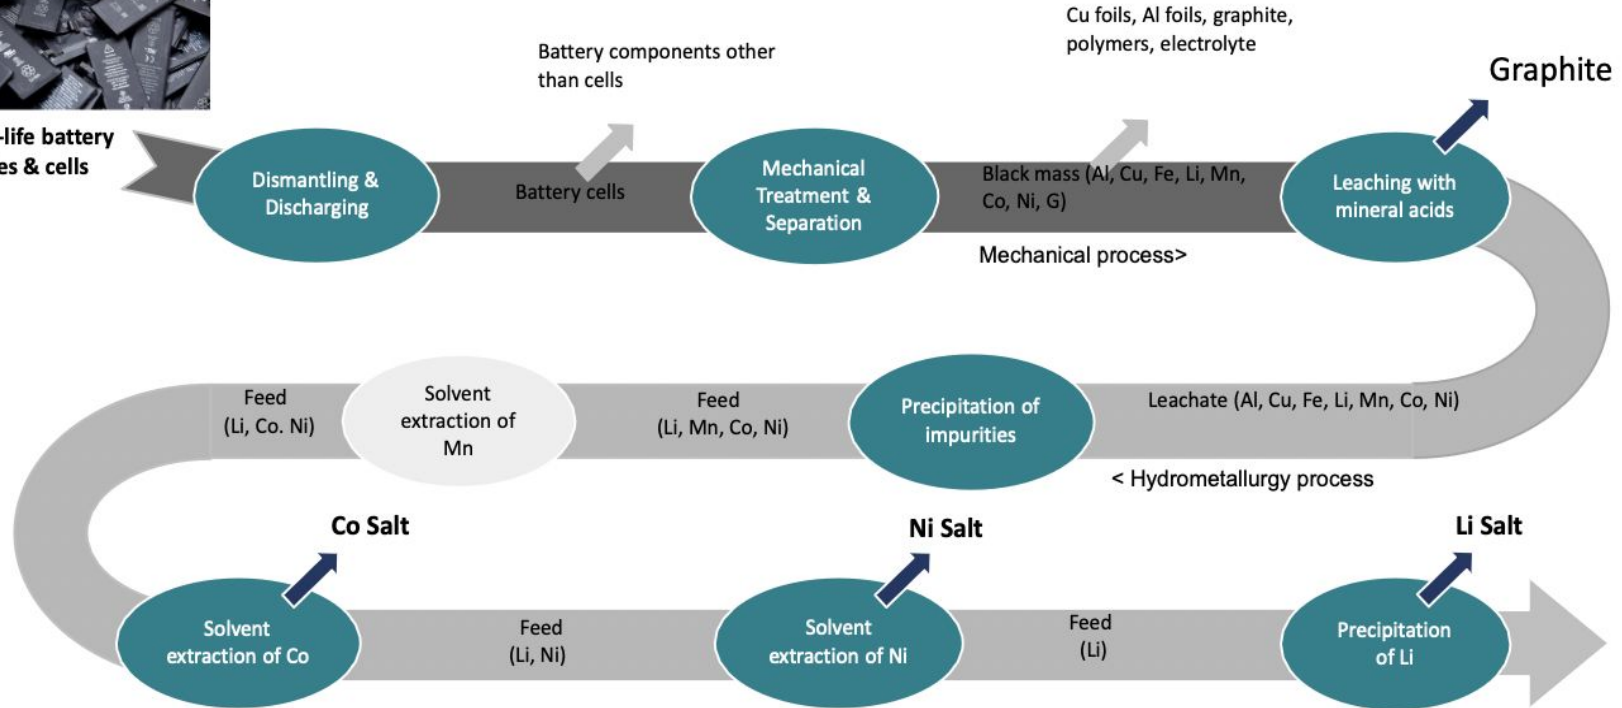 Cu foils, Al foils, graphite,
polymers, electrolyte
Battery components other
than cells
Graphite
-life battery
es & cells
Dismantling &
Discharging
Battery cells
Mechanical
Treatment &
Separation
Black mass (Al, Cu, Fe, Li, Mn,
Co, Ni, G)
Leaching with
mineral acids
Mechanical process>
Feed
(Li, Co. Ni)
Solvent
extraction of
Mn
Feed
(Li, Mn, Co, Ni)
Precipitation of
impurities
Leachate (Al, Cu, Fe, Li, Mn, Co, Ni)
< Hydrometallurgy process
Co Salt
Ni Salt
Li Salt
Solvent
extraction of Co
Feed
(Li, Ni)
Solvent
extraction of Ni
Feed
(Li)
Precipitation
of Li